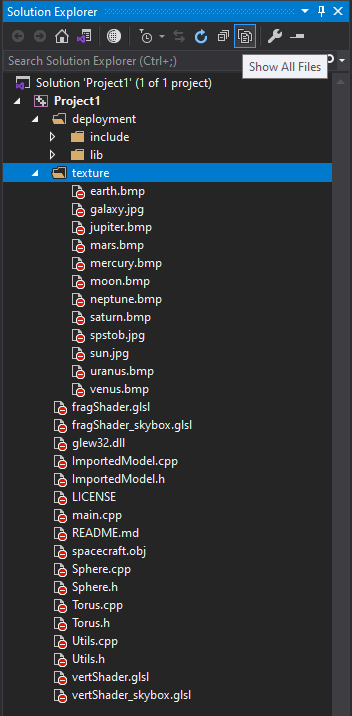 Solution Explorer
Search Solution Explorer (Ctrl+;)
Show All Files
Solution 'Project1' (1 of 1 project)
Project1
deployment
include
lib
texture
earth.bmp
galaxy.jpg
jupiter.bmp
mars.bmp
mercury.bmp
moon.bmp
neptune.bmp
saturn.bmp
spstob.jpg
sun.jpg
uranus.bmp
venus.bmp
fragShader.glsl
fragShader_skybox.glsl
glew32.dll
ImportedModel.cpp
ImportedModel.h
LICENSE
main.cpp
README.md
spacecraft.obj
Sphere.cpp
Sphere.h
Torus.cpp
Torus.h
Utils.cpp
Utils.h
vertShader.glsl
vertShader_skybox.glsl